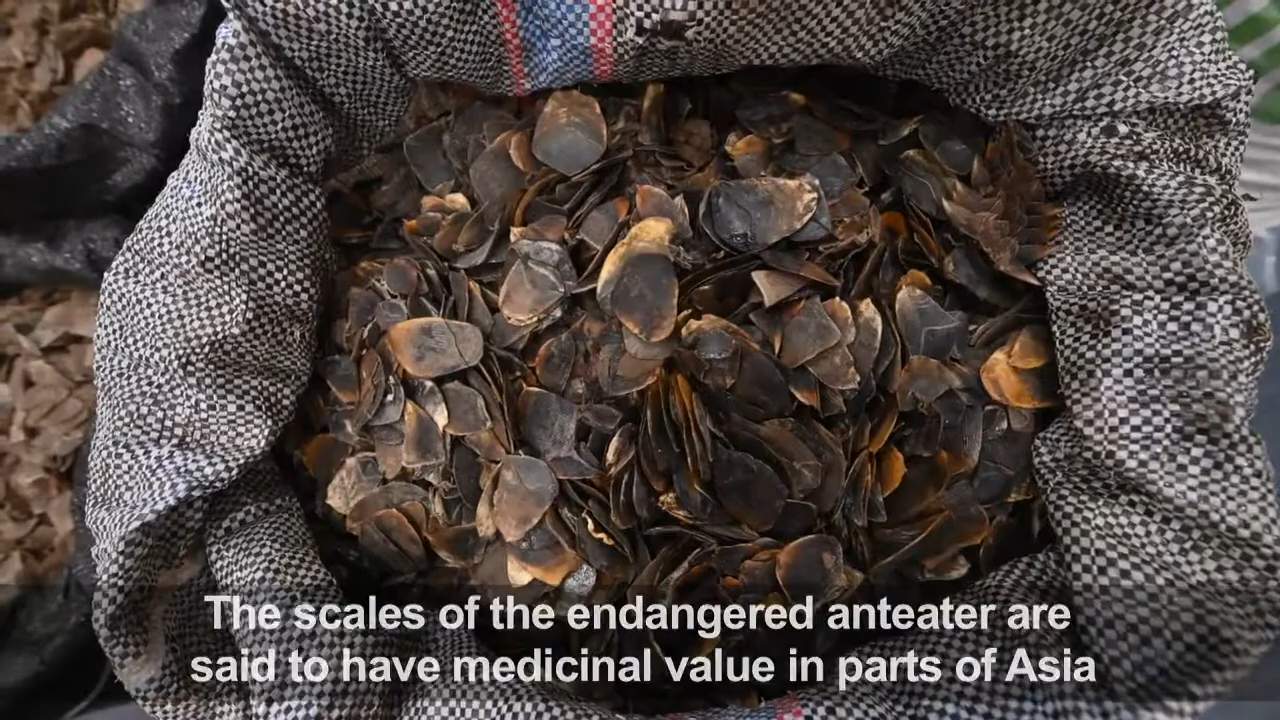 The scales of the endangered anteater are
said to have medicinal value in parts of Asia